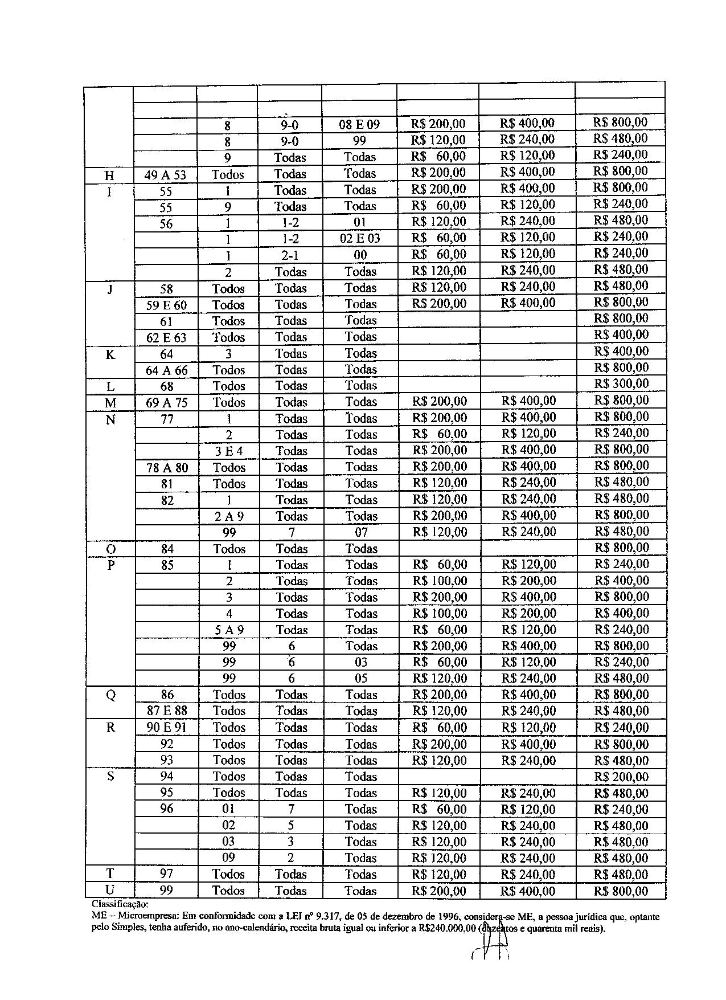 8 9-0 08 E 09 R$ 200,00 R$ 400,00 R$ 800,00
8 9-0 99 R$ 120,00 R$ 240,00 R$ 480,00
9 Todas Todas R$ 60,00 R$ 120,00 R$ 240,00
H 49 A 53 Todos Todas Todas R$ 200,00 R$ 400,00 R$ 800,00
I 55 1 Todas Todas R$ 200,00 R$ 400,00 R$ 800,00
55 9 Todas Todas R$ 60,00 R$ 120,00 R$ 240,00
56 1 1-2 01 R$ 120,00 R$ 240,00 R$ 480,00
1 1-2 02 E 03 R$ 60,00 R$ 120,00 R$ 240,00
1 2-1 00 R$ 60,00 R$ 120,00 R$ 240,00
2 Todas Todas R$ 120,00 R$ 240,00 R$ 480,00
J 58 Todos Todas Todas R$ 120,00 R$ 240,00 R$ 480,00
59 E 60 Todos Todas Todas R$ 200,00 R$ 400,00 R$ 800,00
61 Todos Todas Todas R$ 800,00
62 E 63 Todos Todas Todas R$ 400,00
K 64 3 Todas Todas R$ 400,00
64 A 66 Todos Todas Todas R$ 800,00
L 68 Todos Todas Todas R$ 300,00
M 69 A 75 Todos Todas Todas R$ 200,00 R$ 400,00 R$ 800,00
N 77 1 Todas Todas R$ 200,00 R$ 400,00 R$ 800,00
2 Todas Todas R$ 60,00 R$ 120,00 R$ 240,00
3 E 4 Todas Todas R$ 200,00 R$ 400,00 R$ 800,00
78 A 80 Todos Todas Todas R$ 200,00 R$ 400,00 R$ 800,00
81 Todos Todas Todas R$ 120,00 R$ 240,00 R$ 480,00
82 1 Todas Todas R$ 120,00 R$ 240,00 R$ 480,00
2 A 9 Todas Todas R$ 200,00 R$ 400,00 R$ 800,00
99 7 07 R$ 120,00 R$ 240,00 R$ 480,00
O 84 Todos Todas Todas R$ 800,00
P 85 1 Todas Todas R$ 60,00 R$ 120,00 R$ 240,00
2 Todas Todas R$ 100,00 R$ 200,00 R$ 400,00
3 Todas Todas R$ 200,00 R$ 400,00 R$ 800,00
4 Todas Todas R$ 100,00 R$ 200,00 R$ 400,00
5 A 9 Todas Todas R$ 60,00 R$ 120,00 R$ 240,00
99 6 Todas R$ 200,00 R$ 400,00 R$ 800,00
99 6 03 R$ 60,00 R$ 120,00 R$ 240,00
99 6 05 R$ 120,00 R$ 240,00 R$ 480,00
Q 86 Todos Todas Todas R$ 200,00 R$ 400,00 R$ 800,00
87 E 88 Todos Todas Todas R$ 120,00 R$ 240,00 R$ 480,00
R 90 E 91 Todos Todas Todas R$ 60,00 R$ 120,00 R$ 240,00
92 Todos Todas Todas R$ 200,00 R$ 400,00 R$ 800,00
93 Todos Todas Todas R$ 120,00 R$ 240,00 R$ 480,00
S 94 Todos Todas Todas R$ 200,00
95 Todos Todas Todas R$ 120,00 R$ 240,00 R$ 480,00
96 01 7 Todas R$ 60,00 R$ 120,00 R$ 240,00
02 5 Todas R$ 120,00 R$ 240,00 R$ 480,00
03 3 Todas R$ 120,00 R$ 240,00 R$ 480,00
09 2 Todas R$ 120,00 R$ 240,00 R$ 480,00
T 97 Todos Todas Todas R$ 120,00 R$ 240,00 R$ 480,00
U 99 Todos Todas Todas R$ 200,00 R$ 400,00 R$ 800,00
Classificação:
ME – Microempresa: Em conformidade com a LEI nº 9.317, de 05 de dezembro de 1996, considera-se ME, a pessoa jurídica que, optante
pelo Simples, tenha auferido, no ano-calendário, receita bruta igual ou inferior a R$240.000,00 (duzentos e quarenta mil reais).